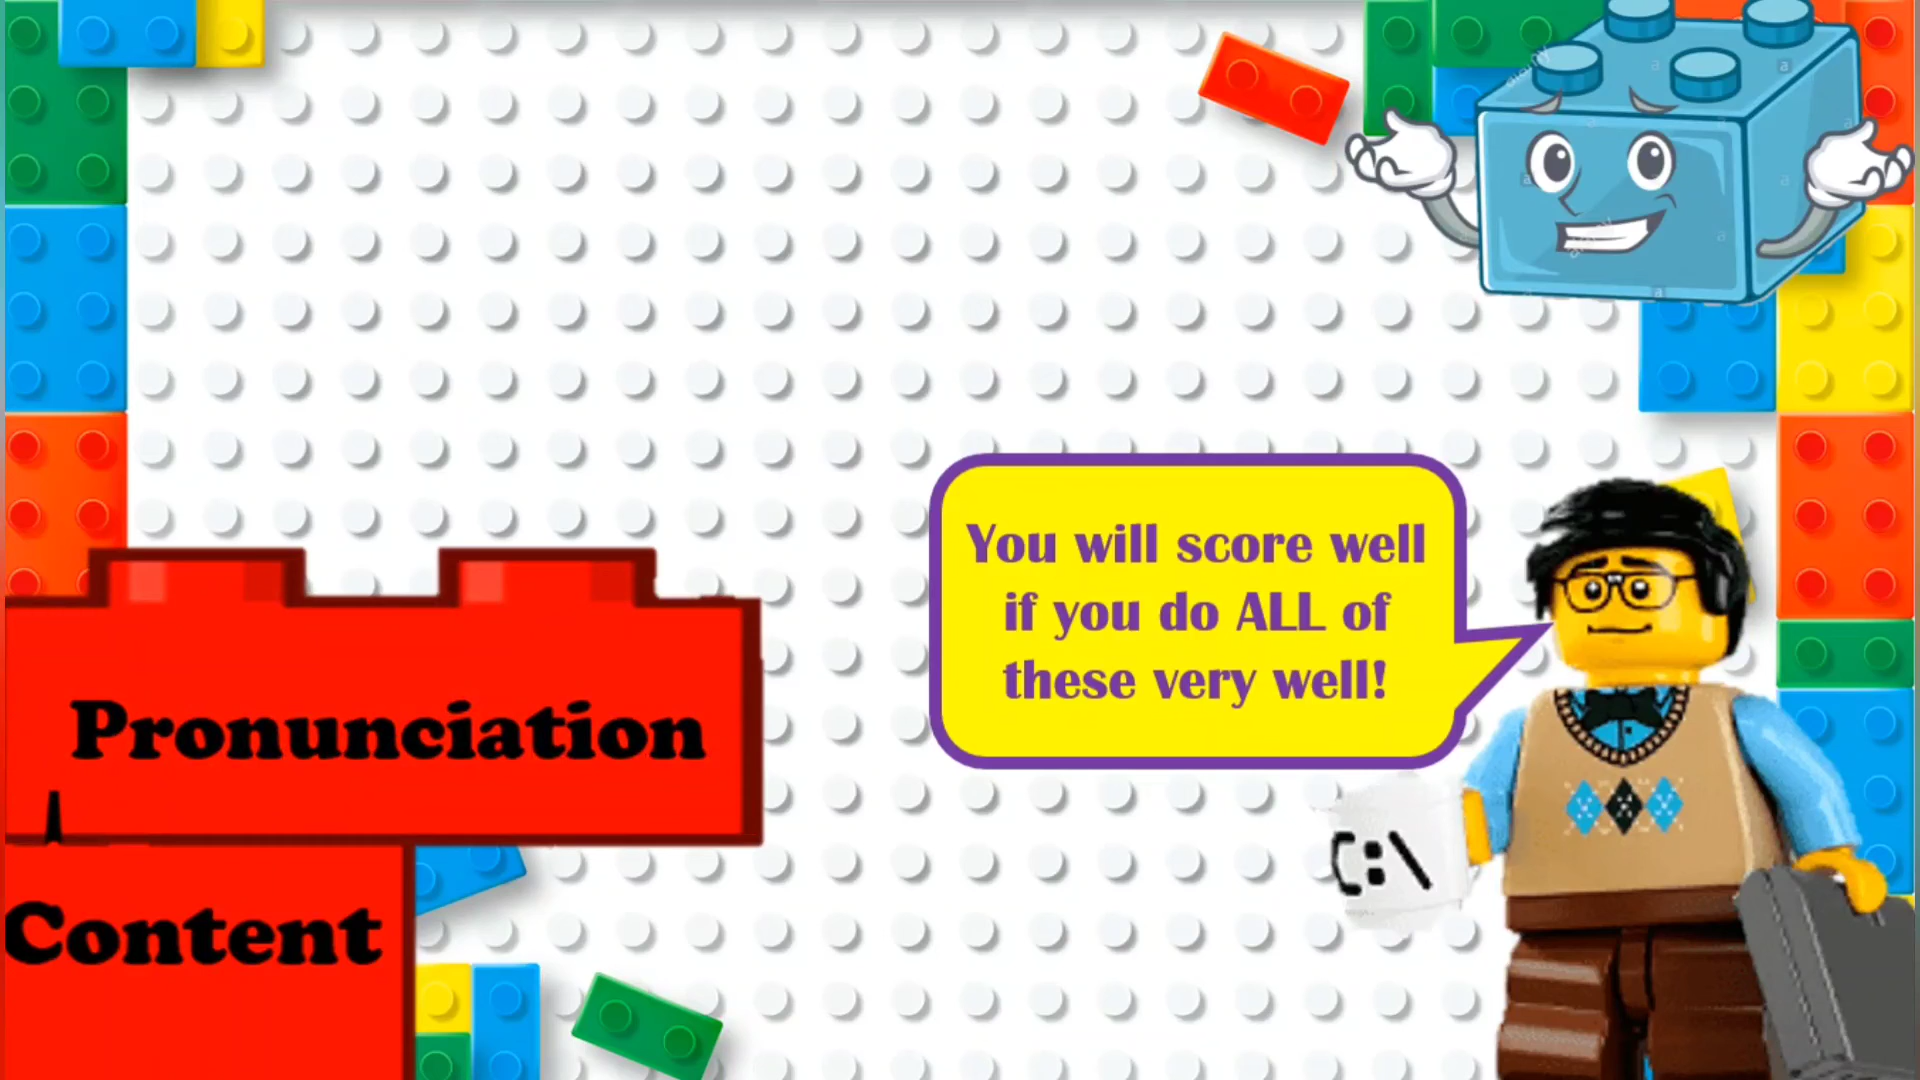 You will score well
if you do ALL of
these very well!
Pronunciation
C:\
Content